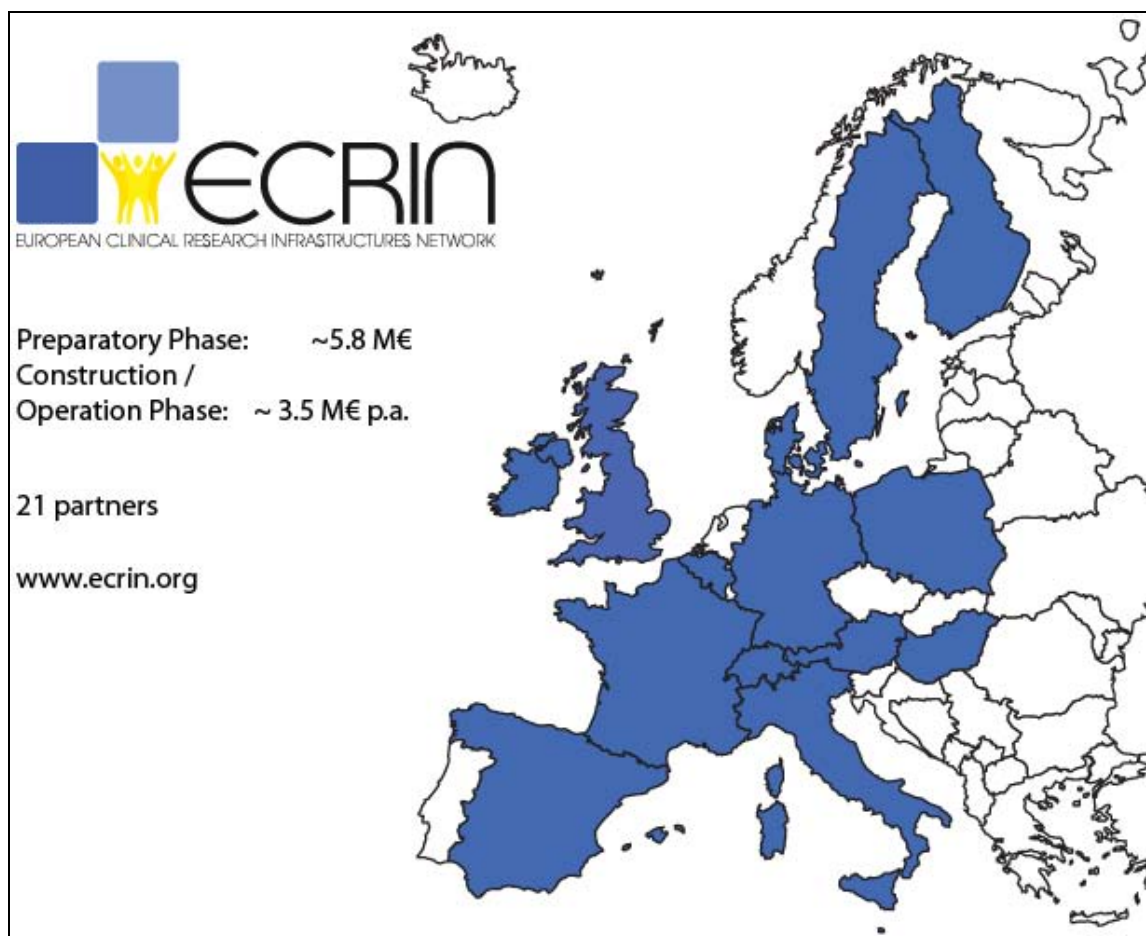 ECRIN
EUROPEAN CLINICAL RESEARCH INFRASTRUCTURES NETWORK
Preparatory Phase: ~5.8 M€
Construction /
Operation Phase: ~ 3.5 M€ p.a.
21 partners
www.ecrin.org